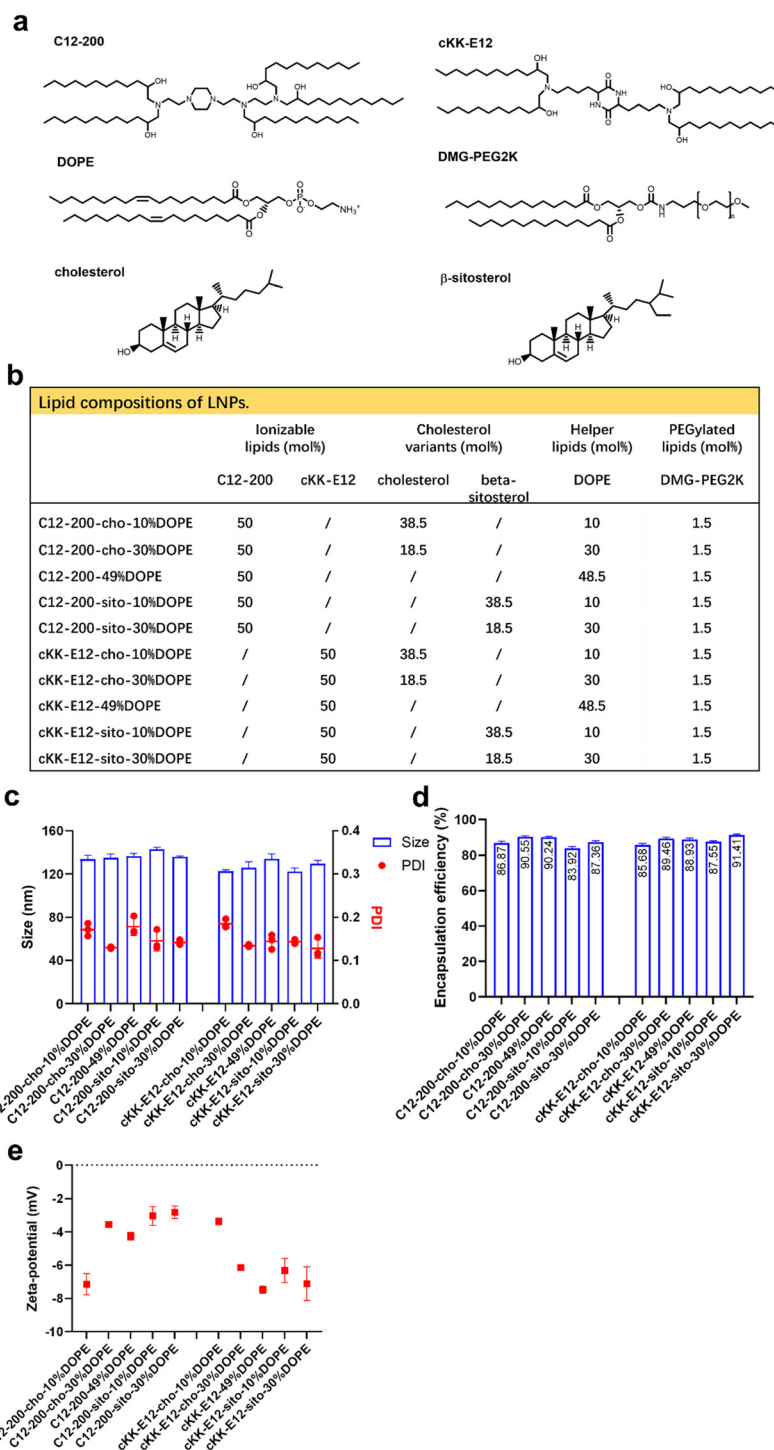 a
C12-200
cKK-E12
OH
OH
HO
OH
N
N
N
N
N
OH
OH
OH
OH
N
O
NH
HN
O
N
OH
OH
DOPE
DMG-PEG2K
O
O
O
O
O
P
O-
O
NH3+
O
O
O
O
O
O
N
H
O
O
n
cholesterol
β-sitosterol
H
H
H
HO
H
H
H
HO
b
Lipid compositions of LNPs.
Ionizable lipids (mol%) Cholesterol variants (mol%) Helper lipids (mol%) PEGylated lipids (mol%)
C12-200 cKK-E12 cholesterol beta-sitosterol DOPE DMG-PEG2K
C12-200-cho-10%DOPE 50 / 38.5 / 10 1.5
C12-200-cho-30%DOPE 50 / 18.5 / 30 1.5
C12-200-49%DOPE 50 / / / 48.5 1.5
C12-200-sito-10%DOPE 50 / / 38.5 10 1.5
C12-200-sito-30%DOPE 50 / / 18.5 30 1.5
cKK-E12-cho-10%DOPE / 50 38.5 / 10 1.5
cKK-E12-cho-30%DOPE / 50 18.5 / 30 1.5
cKK-E12-49%DOPE / 50 / / 48.5 1.5
cKK-E12-sito-10%DOPE / 50 / 38.5 10 1.5
cKK-E12-sito-30%DOPE / 50 / 18.5 30 1.5
c
Size (nm)
160
120
80
40
0
0.4
0.3
0.2
0.1
0.0
PDI
Size
PDI
C12-200-cho-30%DOPE
C12-200-49%DOPE
C12-200-sito-10%DOPE
C12-200-sito-30%DOPE
cKK-E12-cho-10%DOPE
cKK-E12-cho-30%DOPE
cKK-E12-49%DOPE
cKK-E12-sito-10%DOPE
cKK-E12-sito-30%DOPE
d
Encapsulation efficiency (%)
100
80
60
40
20
0
86.87
90.55
90.24
83.92
87.36
85.68
89.46
88.93
87.55
91.41
C12-200-cho-10%DOPE
C12-200-cho-30%DOPE
C12-200-49%DOPE
C12-200-sito-10%DOPE
C12-200-sito-30%DOPE
cKK-E12-cho-10%DOPE
cKK-E12-cho-30%DOPE
cKK-E12-49%DOPE
cKK-E12-sito-10%DOPE
cKK-E12-sito-30%DOPE
e
Zeta-potential (mV)
0
-2
-4
-6
-8
-10
C12-200-cho-30%DOPE
C12-200-49%DOPE
C12-200-sito-10%DOPE
C12-200-sito-30%DOPE
cKK-E12-cho-10%DOPE
cKK-E12-cho-30%DOPE
cKK-E12-49%DOPE
cKK-E12-sito-10%DOPE
cKK-E12-sito-30%DOPE